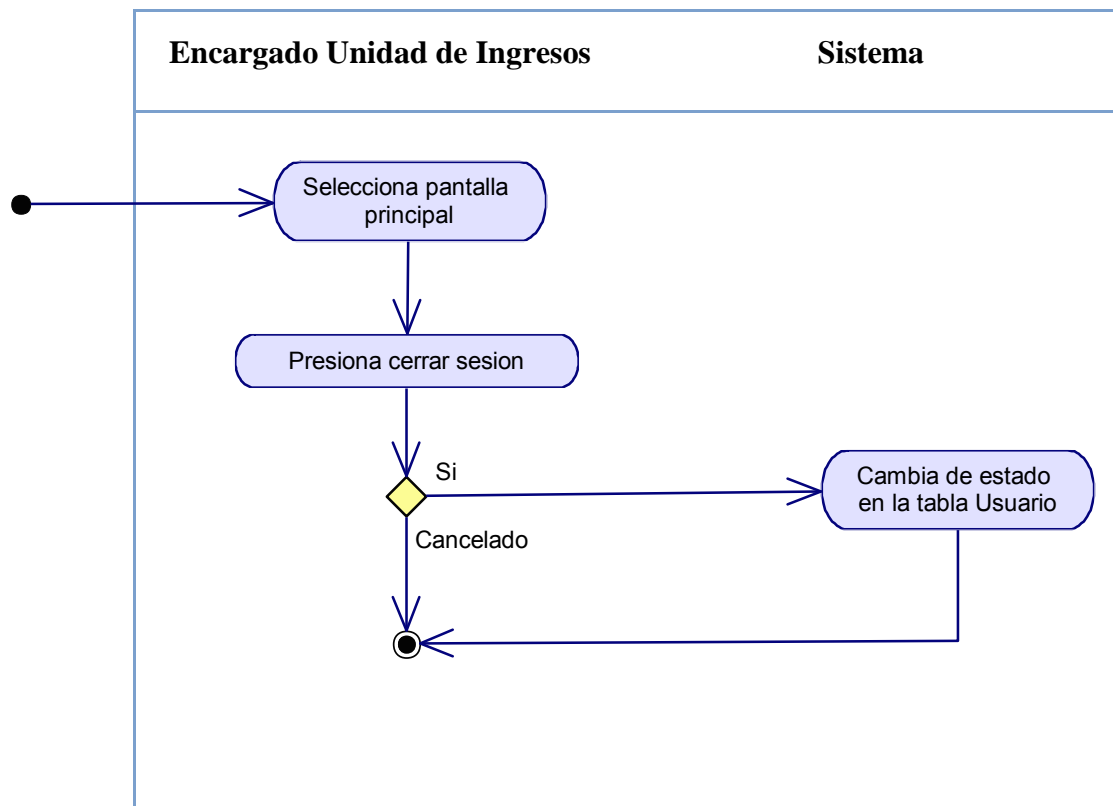 Encargado Unidad de Ingresos
Sistema
Selecciona pantalla
principal
Presiona cerrar sesion
Si
Cambia de estado
en la tabla Usuario
Cancelado